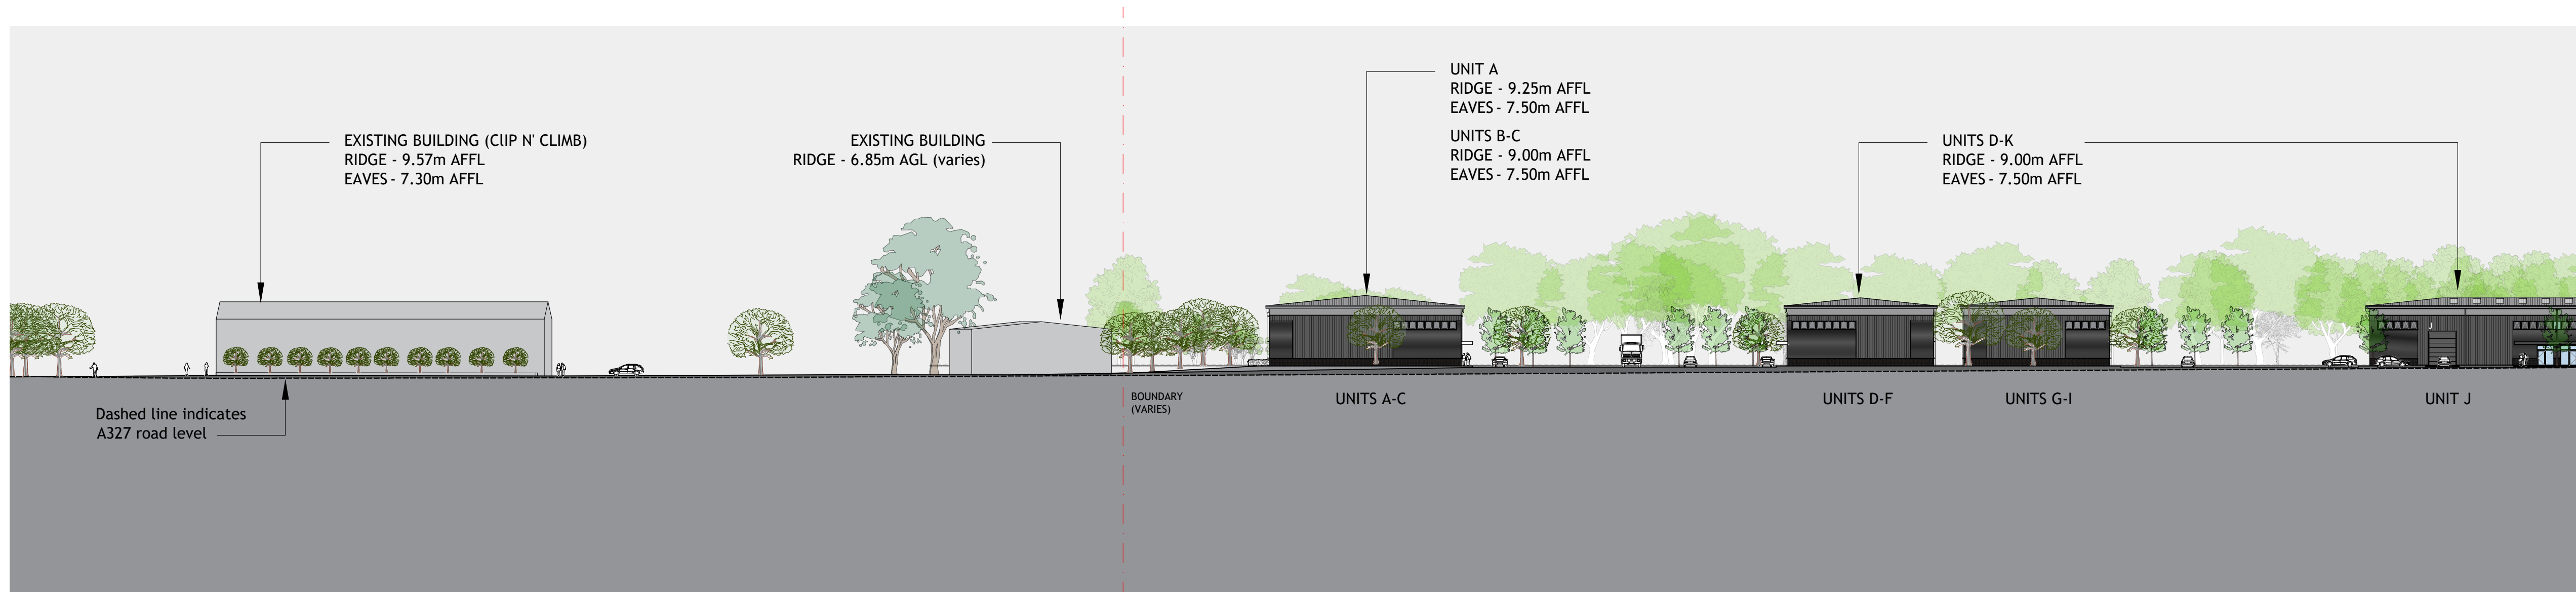 UNIT A
RIDGE - 9.25m AFFL
EAVES - 7.50m AFFL
UNITS B-C
RIDGE - 9.00m AFFL
EAVES - 7.50m AFFL
EXISTING BUILDING (ClIP N' CLIMB)
RIDGE - 9.57m AFFL
EAVES - 7.30m AFFL
EXISTING BUILDING
RIDGE - 6.85m AGL (varies)
UNITS D-K
RIDGE - 9.00m AFFL
EAVES - 7.50m AFFL
J
Dashed line indicates
A327 road level
BOUNDARY
(VARIES)
UNITS A-C
UNITS D-F
UNITS G-I
UNIT J